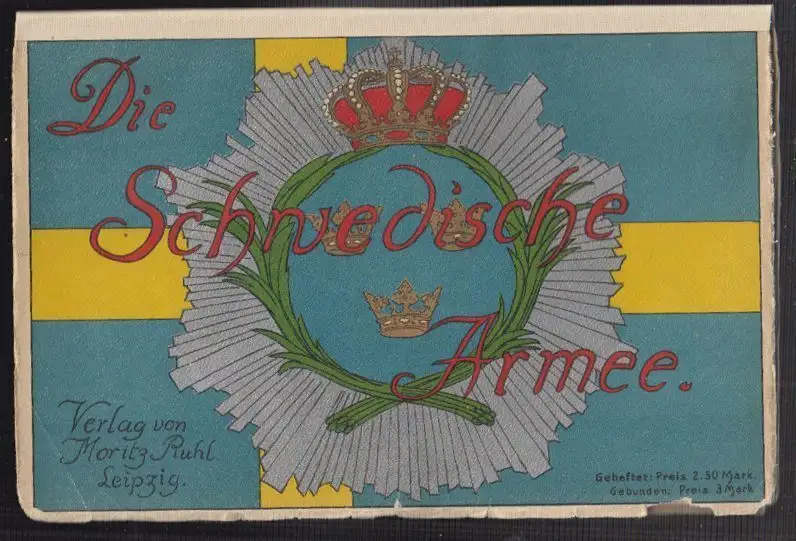 Die
Schwedische
Armee.
Verlag von
Moritz Ruhl.
Leipzig.
Geheftet: Preis 2.50 Mark.
Gebunden: Preis 3 Mark